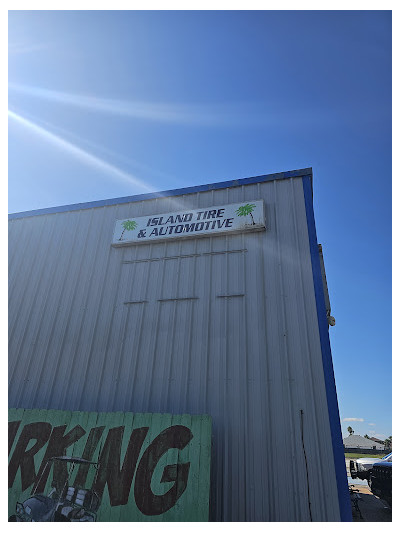 ISLAND TIRE
& AUTOMOTIVE
RKING